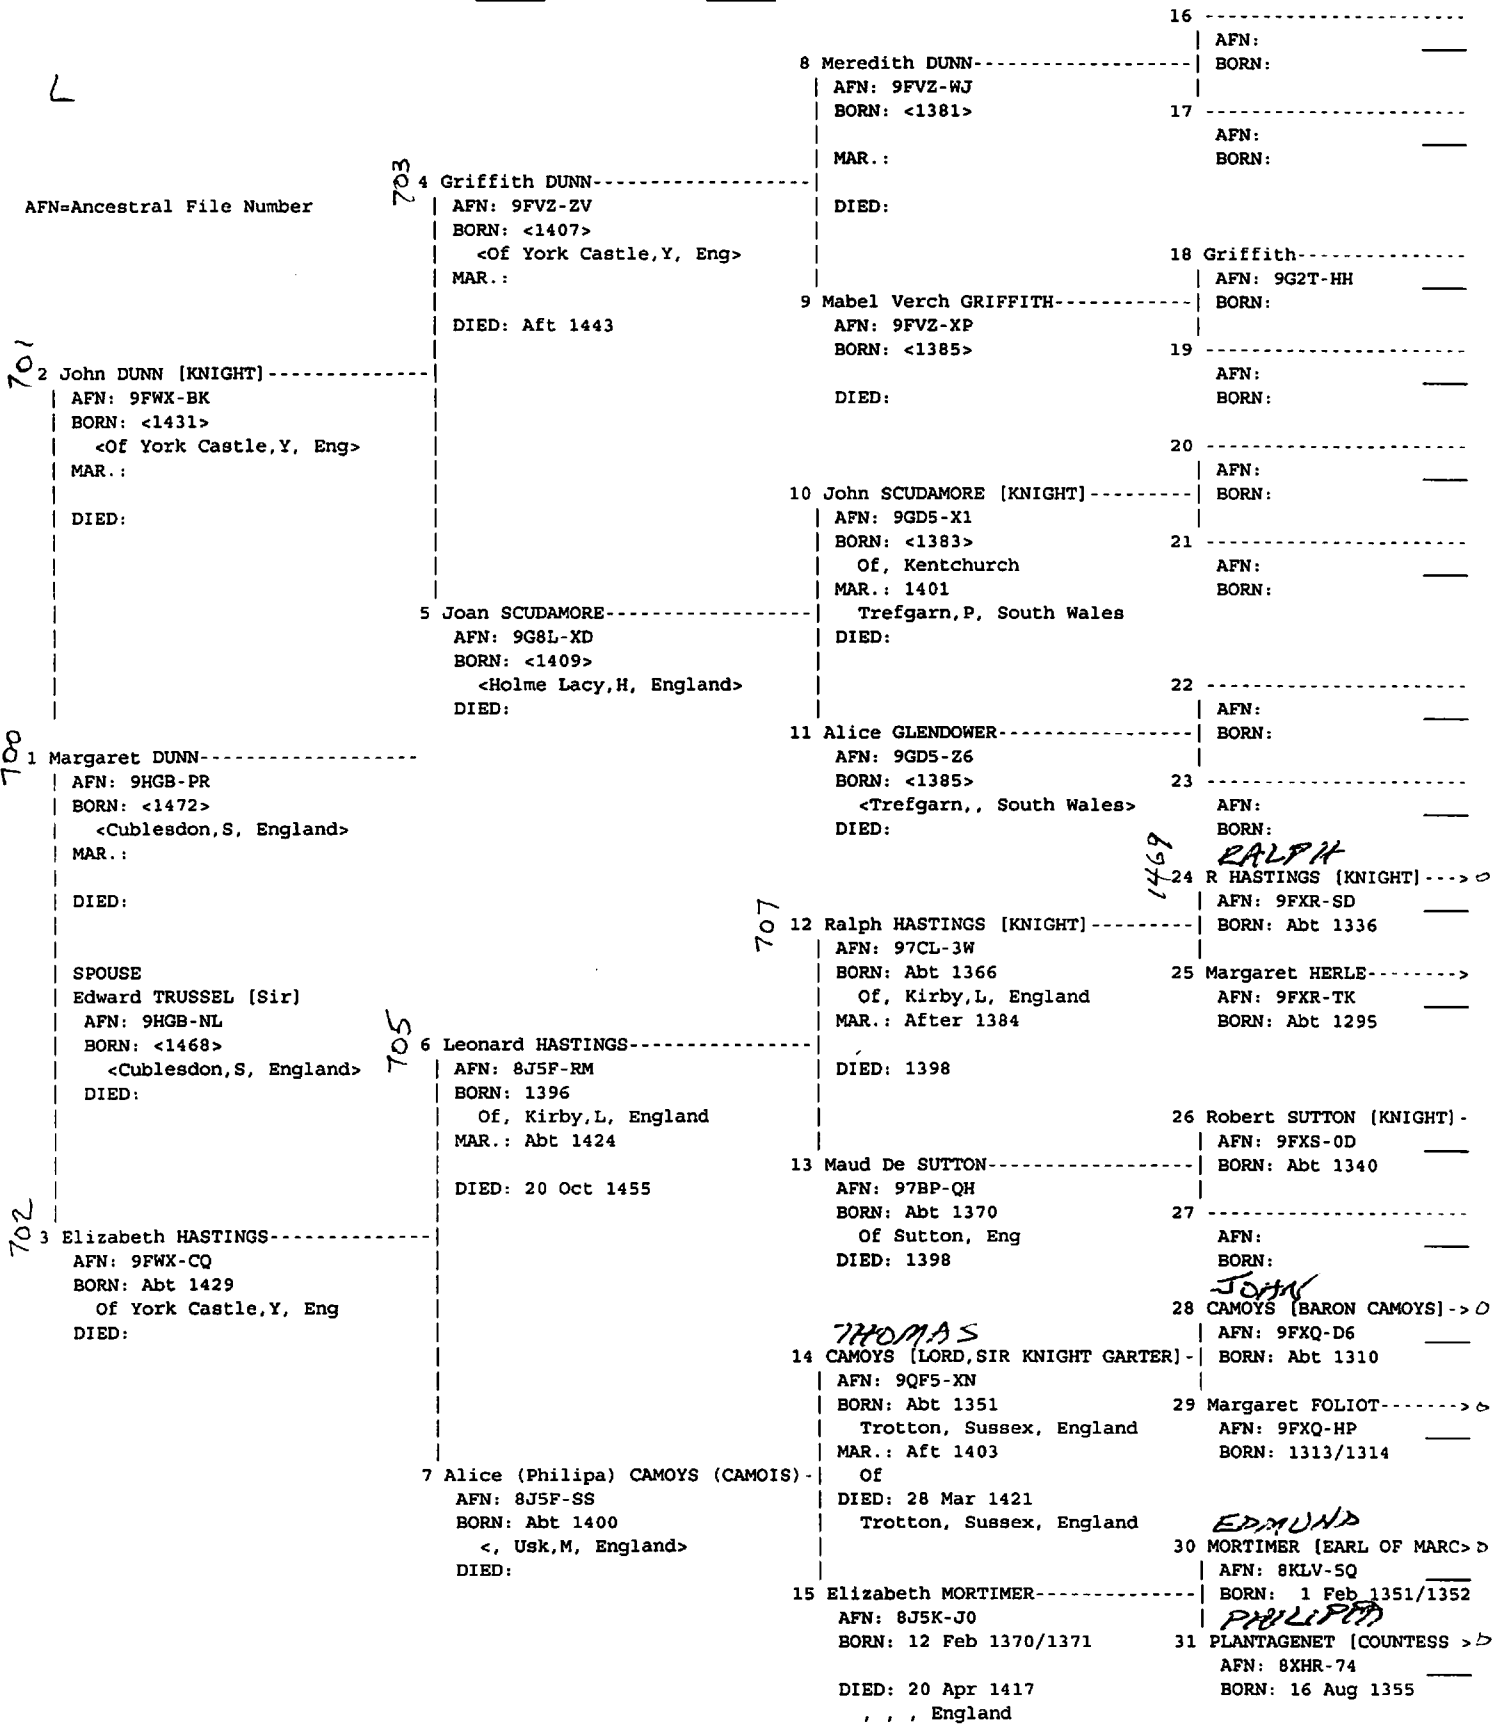 L
AFN=Ancestral File Number
701
2 John DUNN [KNIGHT]--------------
AFN: 9FWX-BK
BORN: <1431>
<Of York Castle,Y, Eng>
MAR.:
DIED:
700
1 Margaret DUNN------------------
AFN: 9HGB-PR
BORN: <1472>
<Cublesdon,S, England>
MAR.:
DIED:
SPOUSE
Edward TRUSSEL [Sir]
AFN: 9HGB-NL
BORN: <1468>
<Cublesdon,S, England>
DIED:
702
3 Elizabeth HASTINGS-------------
AFN: 9FWX-CQ
BORN: Abt 1429
Of York Castle,Y, Eng
DIED:
703
4 Griffith DUNN------------------
AFN: 9FVZ-ZV
BORN: <1407>
<Of York Castle,Y, Eng>
MAR.:
DIED: Aft 1443
5 Joan SCUDAMORE-----------------
AFN: 9G8L-XD
BORN: <1409>
<Holme Lacy,H, England>
DIED:
705
6 Leonard HASTINGS---------------
AFN: 8J5F-RM
BORN: 1396
Of, Kirby,L, England
MAR.: Abt 1424
DIED: 20 Oct 1455
7 Alice (Philipa) CAMOYS (CAMOIS)-
AFN: 8J5F-SS
BORN: Abt 1400
<, Usk,M, England>
DIED:
8 Meredith DUNN------------------
AFN: 9FVZ-WJ
BORN: <1381>
MAR.:
DIED:
9 Mabel Verch GRIFFITH-----------
AFN: 9FVZ-XP
BORN: <1385>
DIED:
10 John SCUDAMORE [KNIGHT]---------
AFN: 9GD5-X1
BORN: <1383>
Of, Kentchurch
MAR.: 1401
Trefgarn,P, South Wales
DIED:
11 Alice GLENDOWER----------------
AFN: 9GD5-Z6
BORN: <1385>
<Trefgarn,, South Wales>
DIED:
707
12 Ralph HASTINGS [KNIGHT]---------
AFN: 97CL-3W
BORN: Abt 1366
Of, Kirby,L, England
MAR.: After 1384
DIED: 1398
13 Maud De SUTTON-----------------
AFN: 97BP-QH
BORN: Abt 1370
Of Sutton, Eng
DIED: 1398
THOMAS
14 CAMOYS [LORD,SIR KNIGHT GARTER]-
AFN: 9QF5-XN
BORN: Abt 1351
Trotton, Sussex, England
MAR.: Aft 1403
Of
DIED: 28 Mar 1421
Trotton, Sussex, England
15 Elizabeth MORTIMER--------------
AFN: 8J5K-J0
BORN: 12 Feb 1370/1371
DIED: 20 Apr 1417
, , , England
16 ----------------------
AFN:
BORN:
17 ----------------------
AFN:
BORN:
18 Griffith---------------
AFN: 9G2T-HH
BORN:
19 ----------------------
AFN:
BORN:
20 ----------------------
AFN:
BORN:
21 ----------------------
AFN:
BORN:
22 ----------------------
AFN:
BORN:
23 ----------------------
AFN:
BORN:
1469
RALPH
24 R HASTINGS [KNIGHT]---> O
AFN: 9FXR-SD
BORN: Abt 1336
25 Margaret HERLE-------->
AFN: 9FXR-TK
BORN: Abt 1295
26 Robert SUTTON [KNIGHT]-
AFN: 9FXS-0D
BORN: Abt 1340
27 ----------------------
AFN:
BORN:
JOHN
28 CAMOYS [BARON CAMOYS]-> O
AFN: 9FXQ-D6
BORN: Abt 1310
29 Margaret FOLIOT-------> O
AFN: 9FXQ-HP
BORN: 1313/1314
EDMUND
30 MORTIMER [EARL OF MARC>
AFN: 8KLV-5Q
BORN: 1 Feb 1351/1352
PHILIPPA
31 PLANTAGENET [COUNTESS >
AFN: 8XHR-74
BORN: 16 Aug 1355